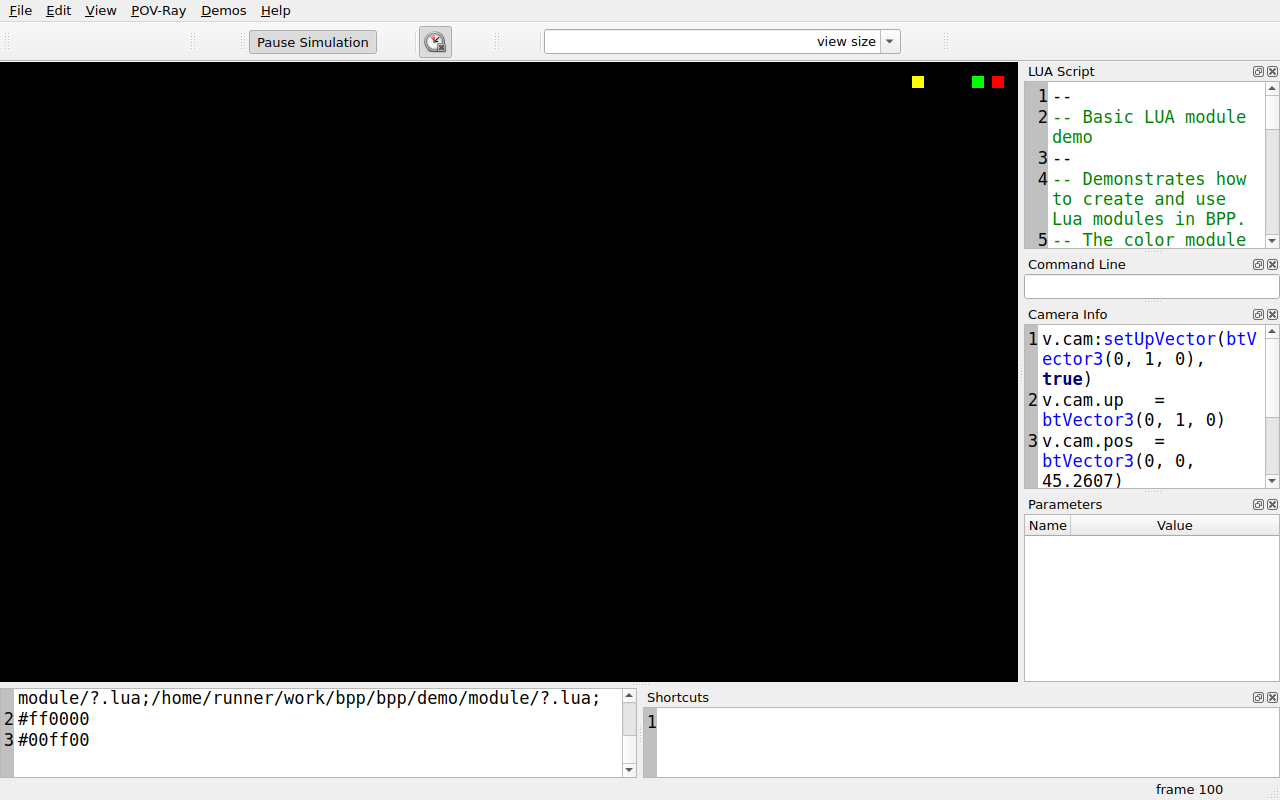 File Edit View POV-Ray Demos Help
Pause Simulation
view size
LUA Script
1 --
2 -- Basic LUA module
demo
3 --
4 -- Demonstrates how
to create and use
Lua modules in BPP.
5 -- The color module
Command Line
Camera Info
1 v.cam:setUpVector(btV
ector3(0, 1, 0),
true)
2 v.cam.up   =
btVector3(0, 1, 0)
3 v.cam.pos  =
btVector3(0, 0,
45.2607)
Parameters
Name Value
module/?.lua;/home/runner/work/bpp/bpp/demo/module/?.lua;
2 #ff0000
3 #00ff00
Shortcuts
1
frame 100